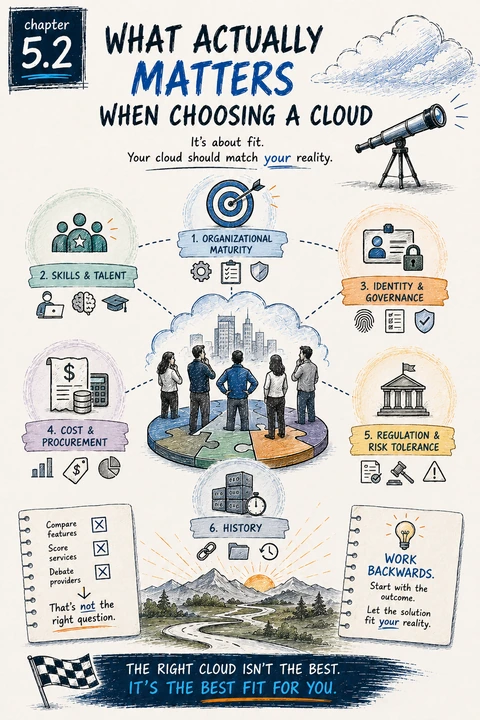 chapter
5.2
WHAT ACTUALLY
MATTERS
WHEN CHOOSING A CLOUD
It's about fit.
Your cloud should match your reality.
1. ORGANIZATIONAL
MATURITY
2. SKILLS & TALENT
3. IDENTITY &
GOVERNANCE
4. COST &
PROCUREMENT
$
$
5. REGULATION &
RISK TOLERANCE
6. HISTORY
Compare
features
Score
services
Debate
providers
That's not the
right question.
WORK
BACKWARDS.
Start with the
outcome.
Let the solution
fit your reality.
THE RIGHT CLOUD ISN'T THE BEST.
IT'S THE BEST FIT FOR YOU.